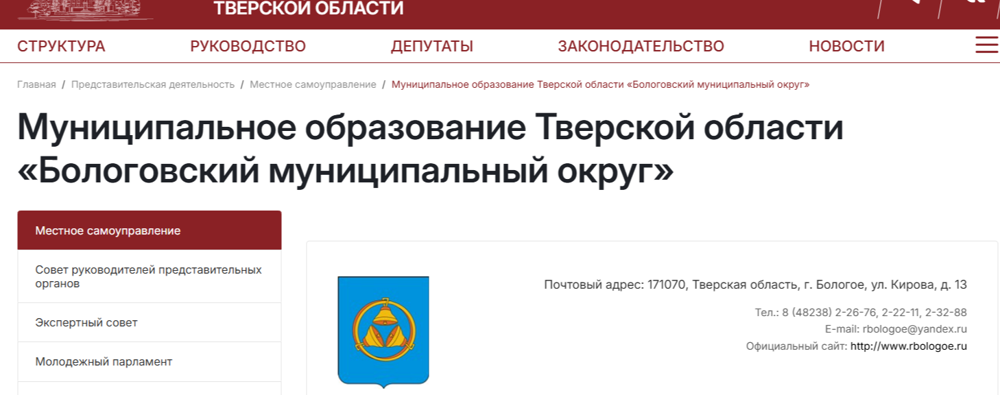 ТВЕРСКОЙ ОБЛАСТИ
СТРУКТУРА РУКОВОДСТВО ДЕПУТАТЫ ЗАКОНОДАТЕЛЬСТВО НОВОСТИ
Главная / Представительская деятельность / Местное самоуправление / Муниципальное образование Тверской области «Бологовский муниципальный округ»
Муниципальное образование Тверской области
«Бологовский муниципальный округ»
Местное самоуправление
Совет руководителей представительных
органов
Экспертный совет
Молодежный парламент
Почтовый адрес: 171070, Тверская область, г. Бологое, ул. Кирова, д. 13
Тел.: 8 (48238) 2-26-76, 2-22-11, 2-32-88
E-mail: rbologoe@yandex.ru
Официальный сайт: http://www.rbologoe.ru